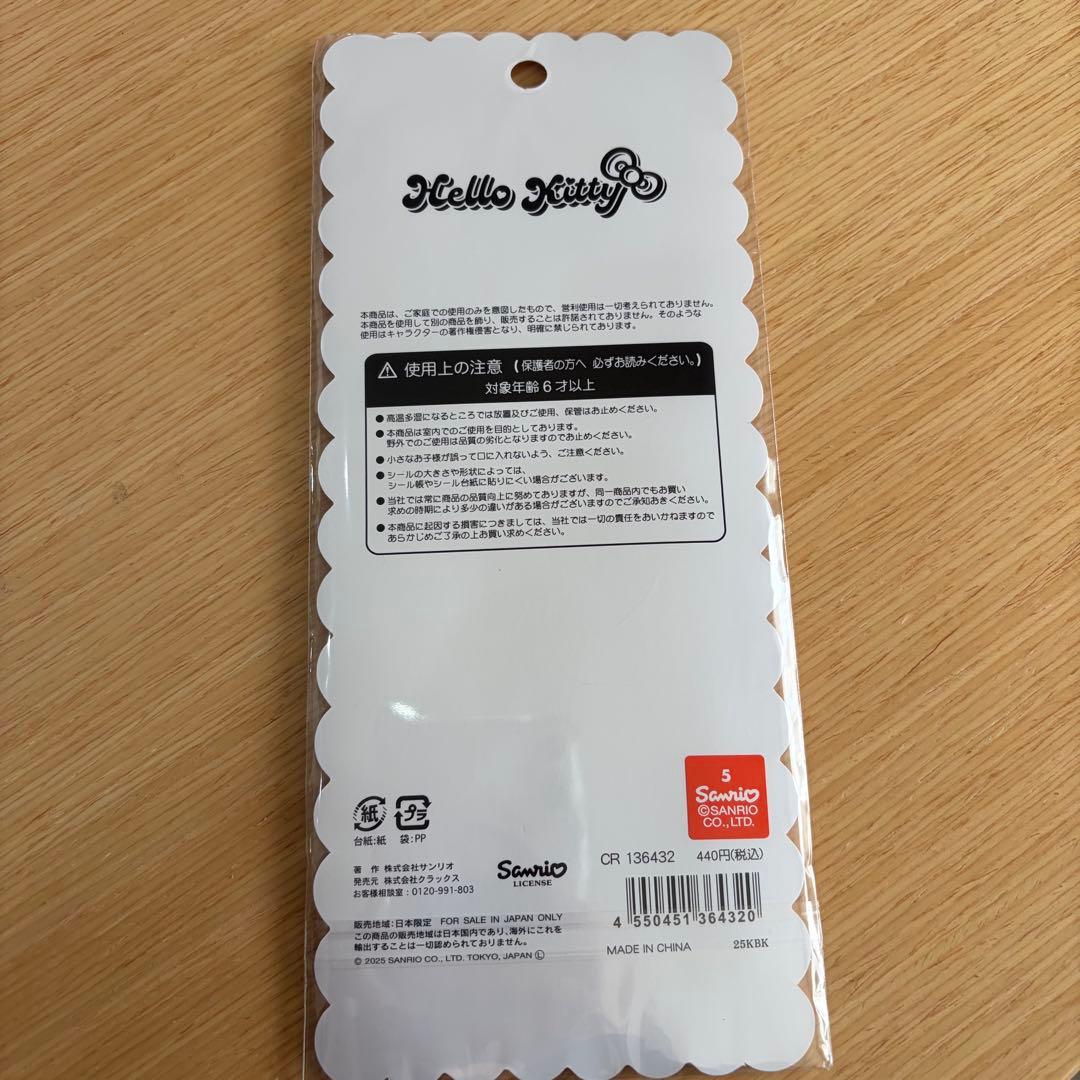 Hello Kitty
本商品は、ご家庭での使用のみを意図したもので、営利使用は一切考えられておりません。
本商品を使用して別の商品を飾り、販売することは許諾されておりません。そのような
使用はキャラクターの著作権侵害となり、明確に禁じられております。
使用上の注意 (保護者の方へ 必ずお読みください。)
対象年齢6才以上
●高温多湿になるところでは放置及びご使用、保管はお止めください。
●本商品は室内でのご使用を目的としております。
野外でのご使用は品質の劣化となりますのでお止めください。
●小さなお子様が誤って口に入れないよう、ご注意ください。
●シールの大きさや形状によっては、
シール帳やシール台紙に貼りにくい場合がございます。
●当社では常に商品の品質向上に努めておりますが、同一商品内でもお買い
求めの時期により多少の違いがある場合がございますのでご承知おきください。
●本商品に起因する損害につきましては、当社では一切の責任をおいかねますので
あらかじめご了承の上お買い求めください。
5
Sanrio
©SANRIO
CO.,LTD.
紙 プラ
台紙:紙 袋:PP
著 作 株式会社サンリオ
発売元 株式会社クラックス
お客様相談室:0120-991-803
Sanrio
LICENSE
CR 136432 440円(税込)
4 550451 364320
販売地域:日本限定 FOR SALE IN JAPAN ONLY
この商品の販売地域は日本国内であり、海外にこれを
輸出することは一切認められておりません。
© 2025 SANRIO CO., LTD. TOKYO, JAPAN Ⓛ
MADE IN CHINA 25KBK